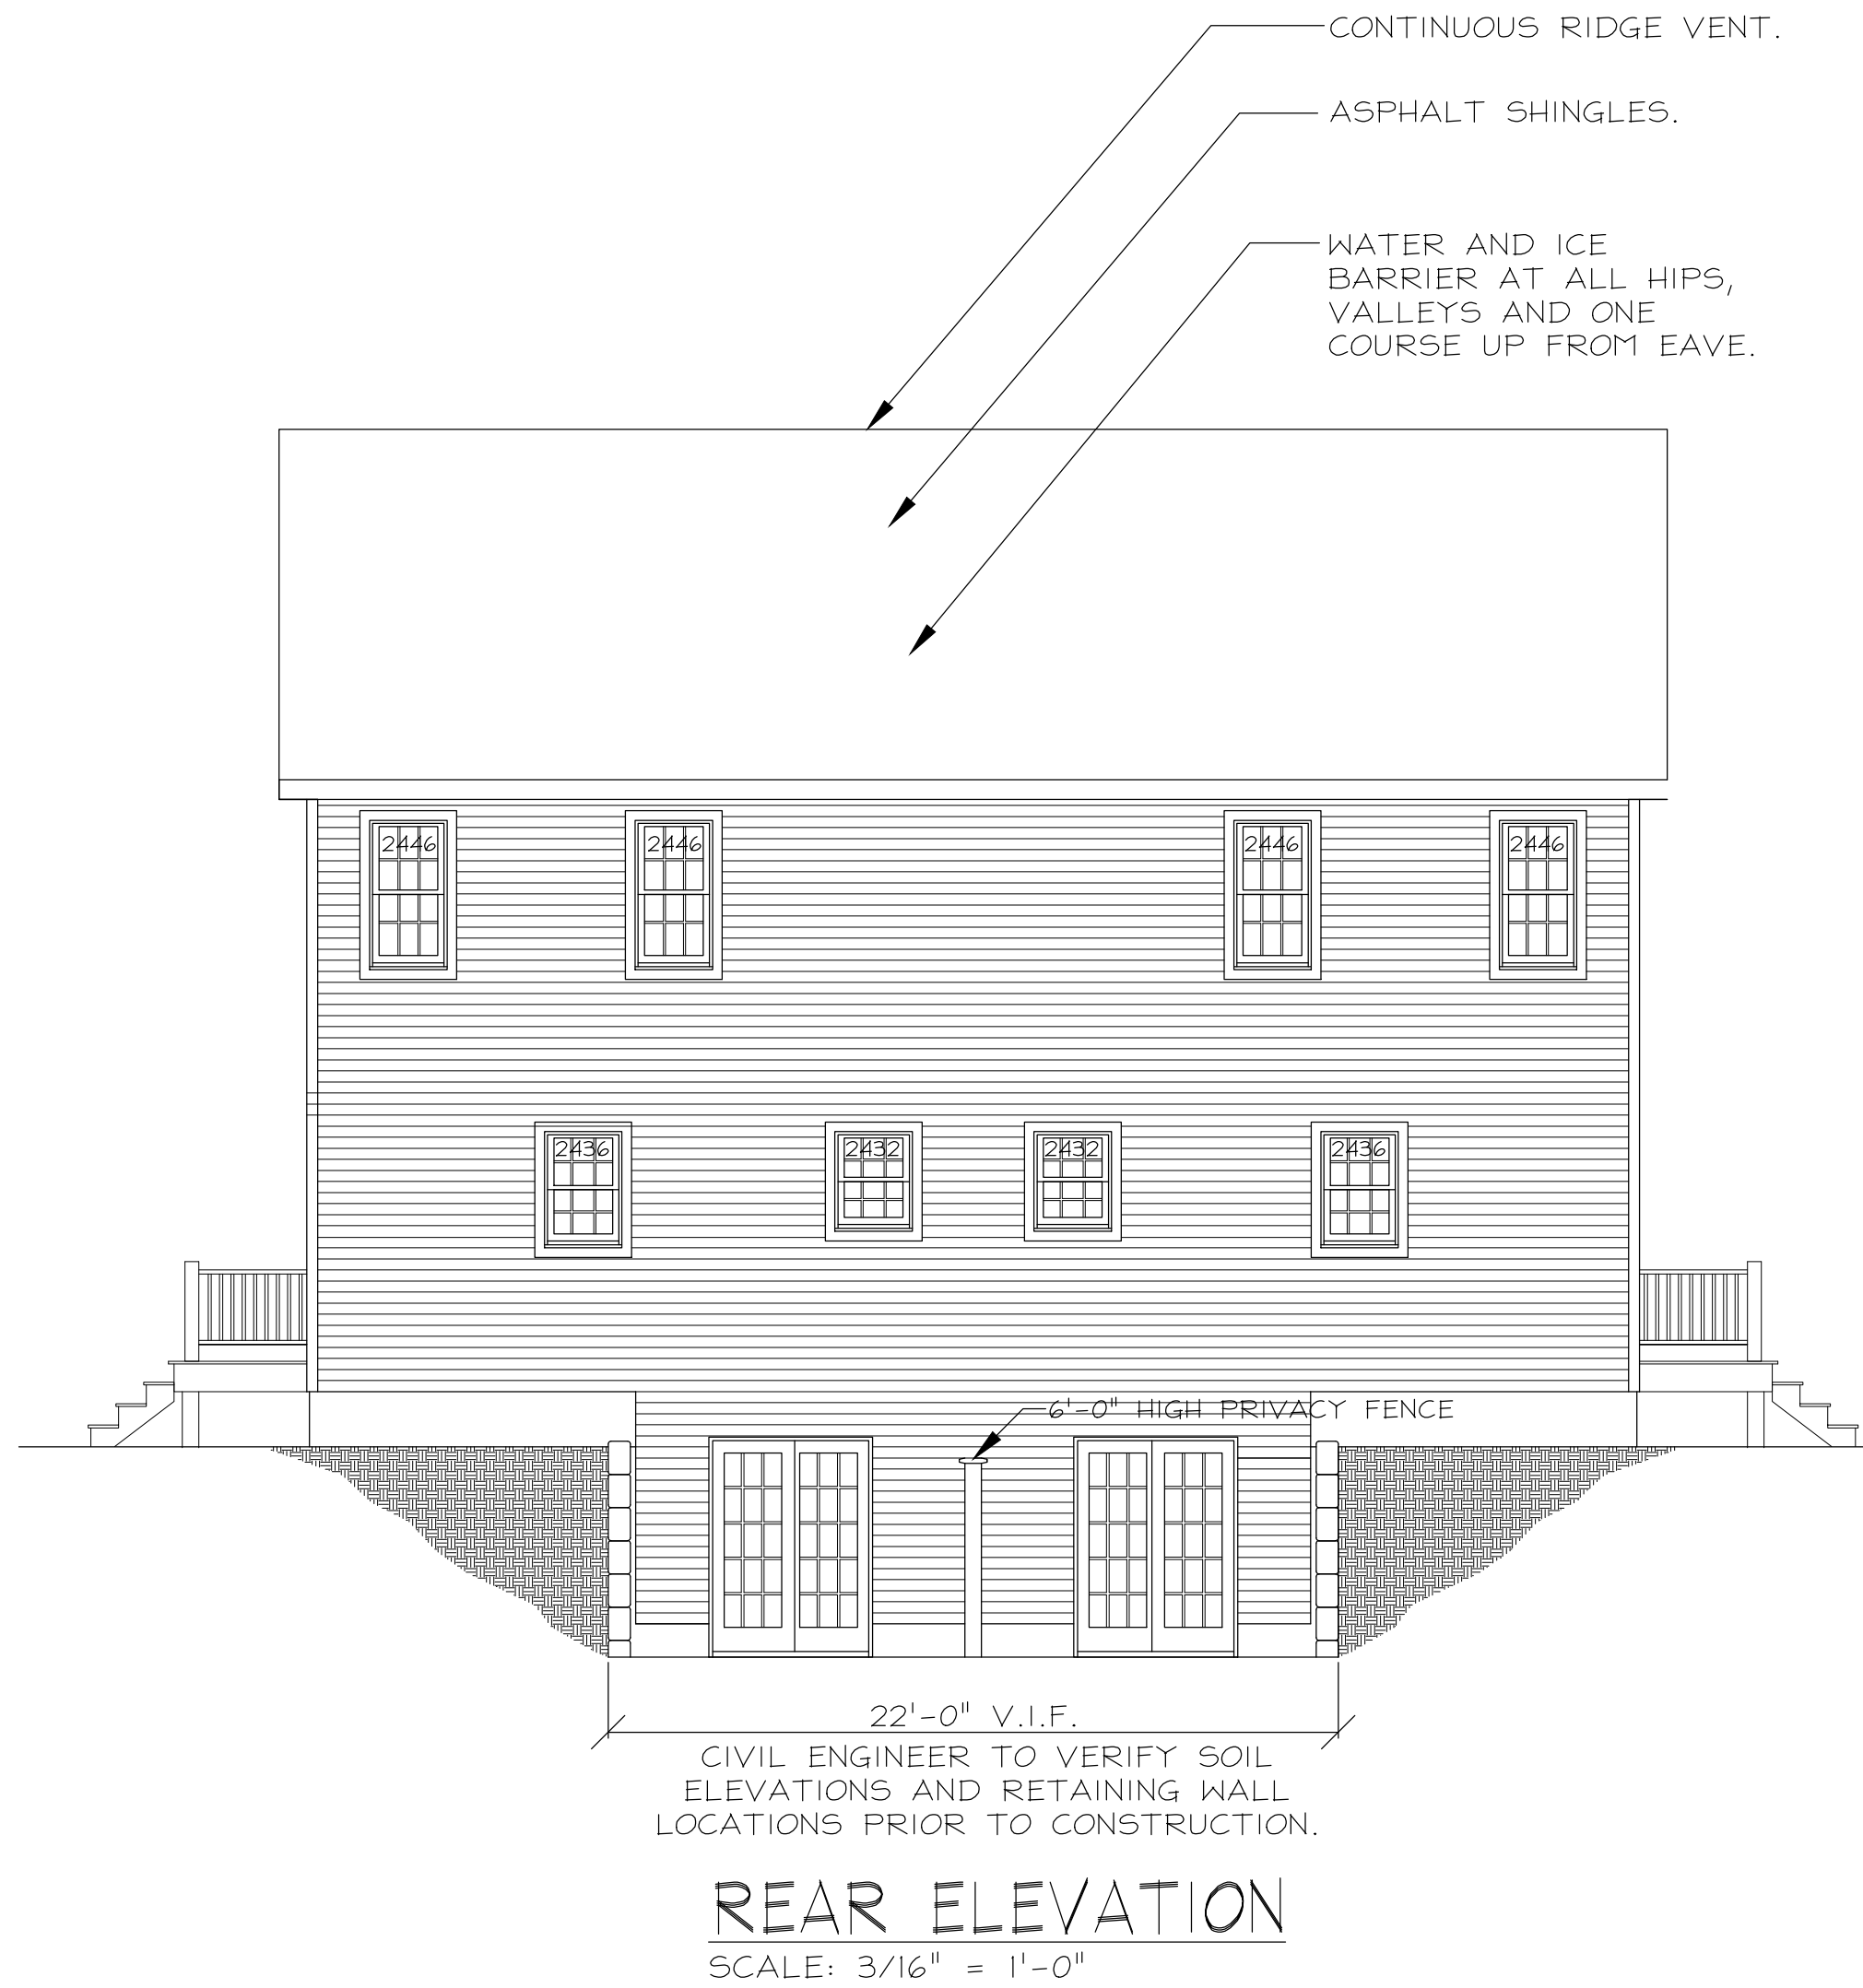 CONTINUOUS RIDGE VENT.
ASPHALT SHINGLES.
WATER AND ICE
BARRIER AT ALL HIPS,
VALLEYS AND ONE
COURSE UP FROM EAVE.
2446 2446 2446 2446
2436 2432 2432 2436
6'-0" HIGH PRIVACY FENCE
22'-0" V.I.F.
CIVIL ENGINEER TO VERIFY SOIL
ELEVATIONS AND RETAINING WALL
LOCATIONS PRIOR TO CONSTRUCTION.
REAR ELEVATION
SCALE: 3/16" = 1'-0"